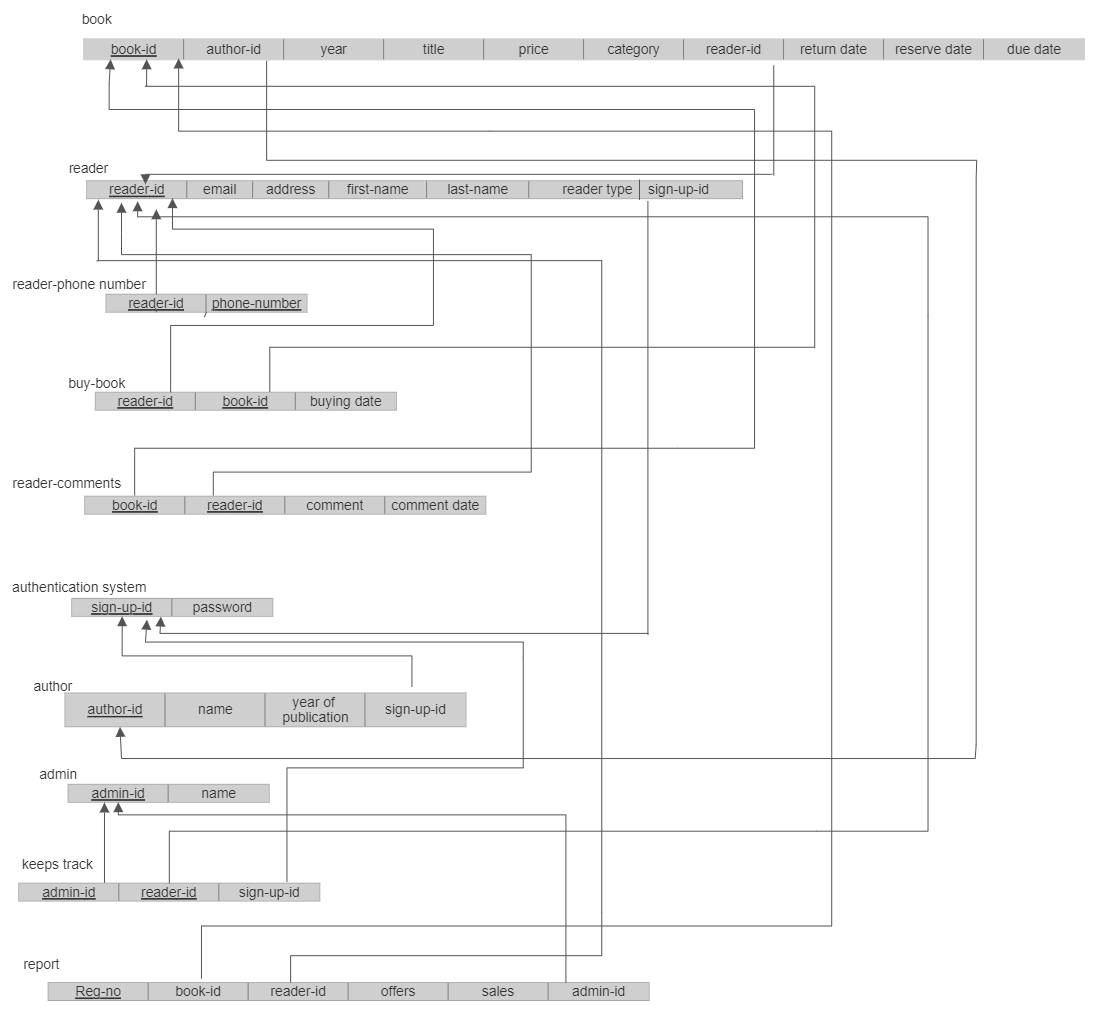 book
book-id author-id year title price category reader-id return date reserve date due date
reader
reader-id email address first-name last-name reader type sign-up-id
reader-phone number
reader-id phone-number
buy-book
reader-id book-id buying date
reader-comments
book-id reader-id comment comment date
authentication system
sign-up-id password
author
author-id name year of publication sign-up-id
admin
admin-id name
keeps track
admin-id reader-id sign-up-id
report
Reg-no book-id reader-id offers sales admin-id